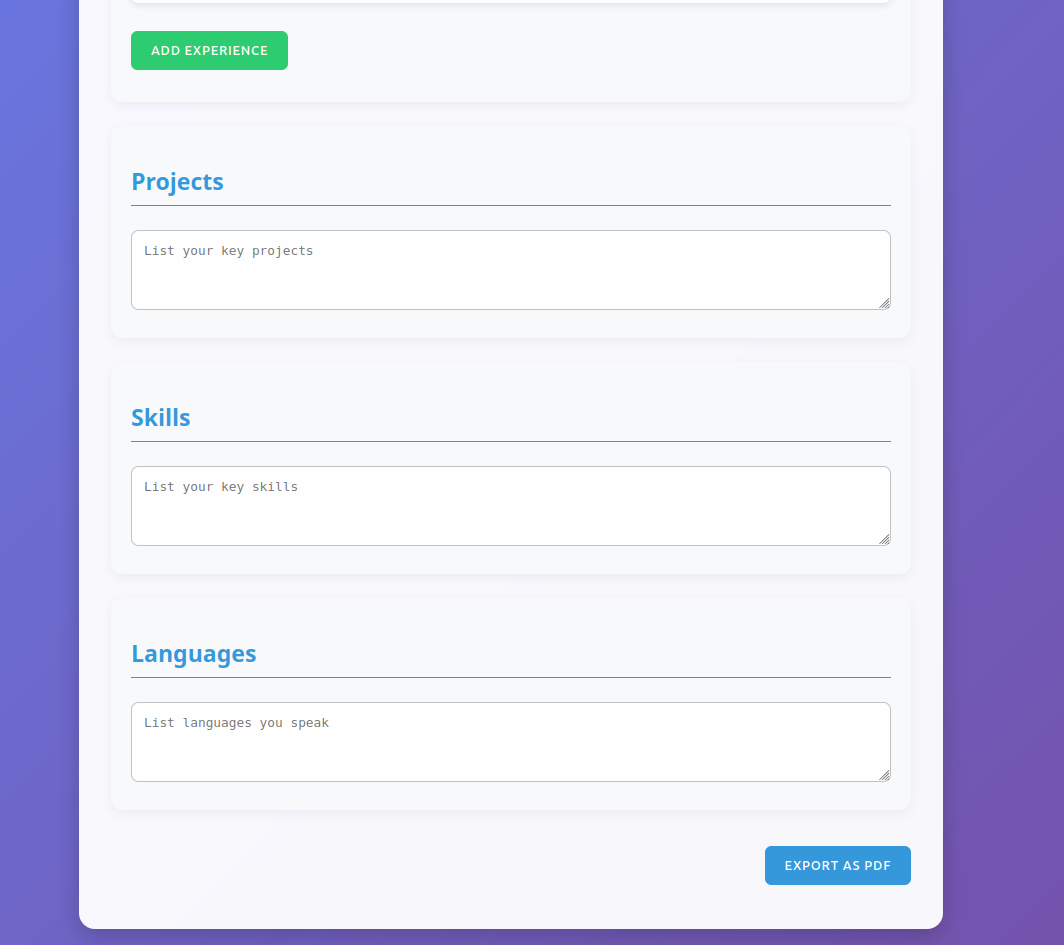 ADD EXPERIENCE
Projects
List your key projects
Skills
List your key skills
Languages
List languages you speak
EXPORT AS PDF